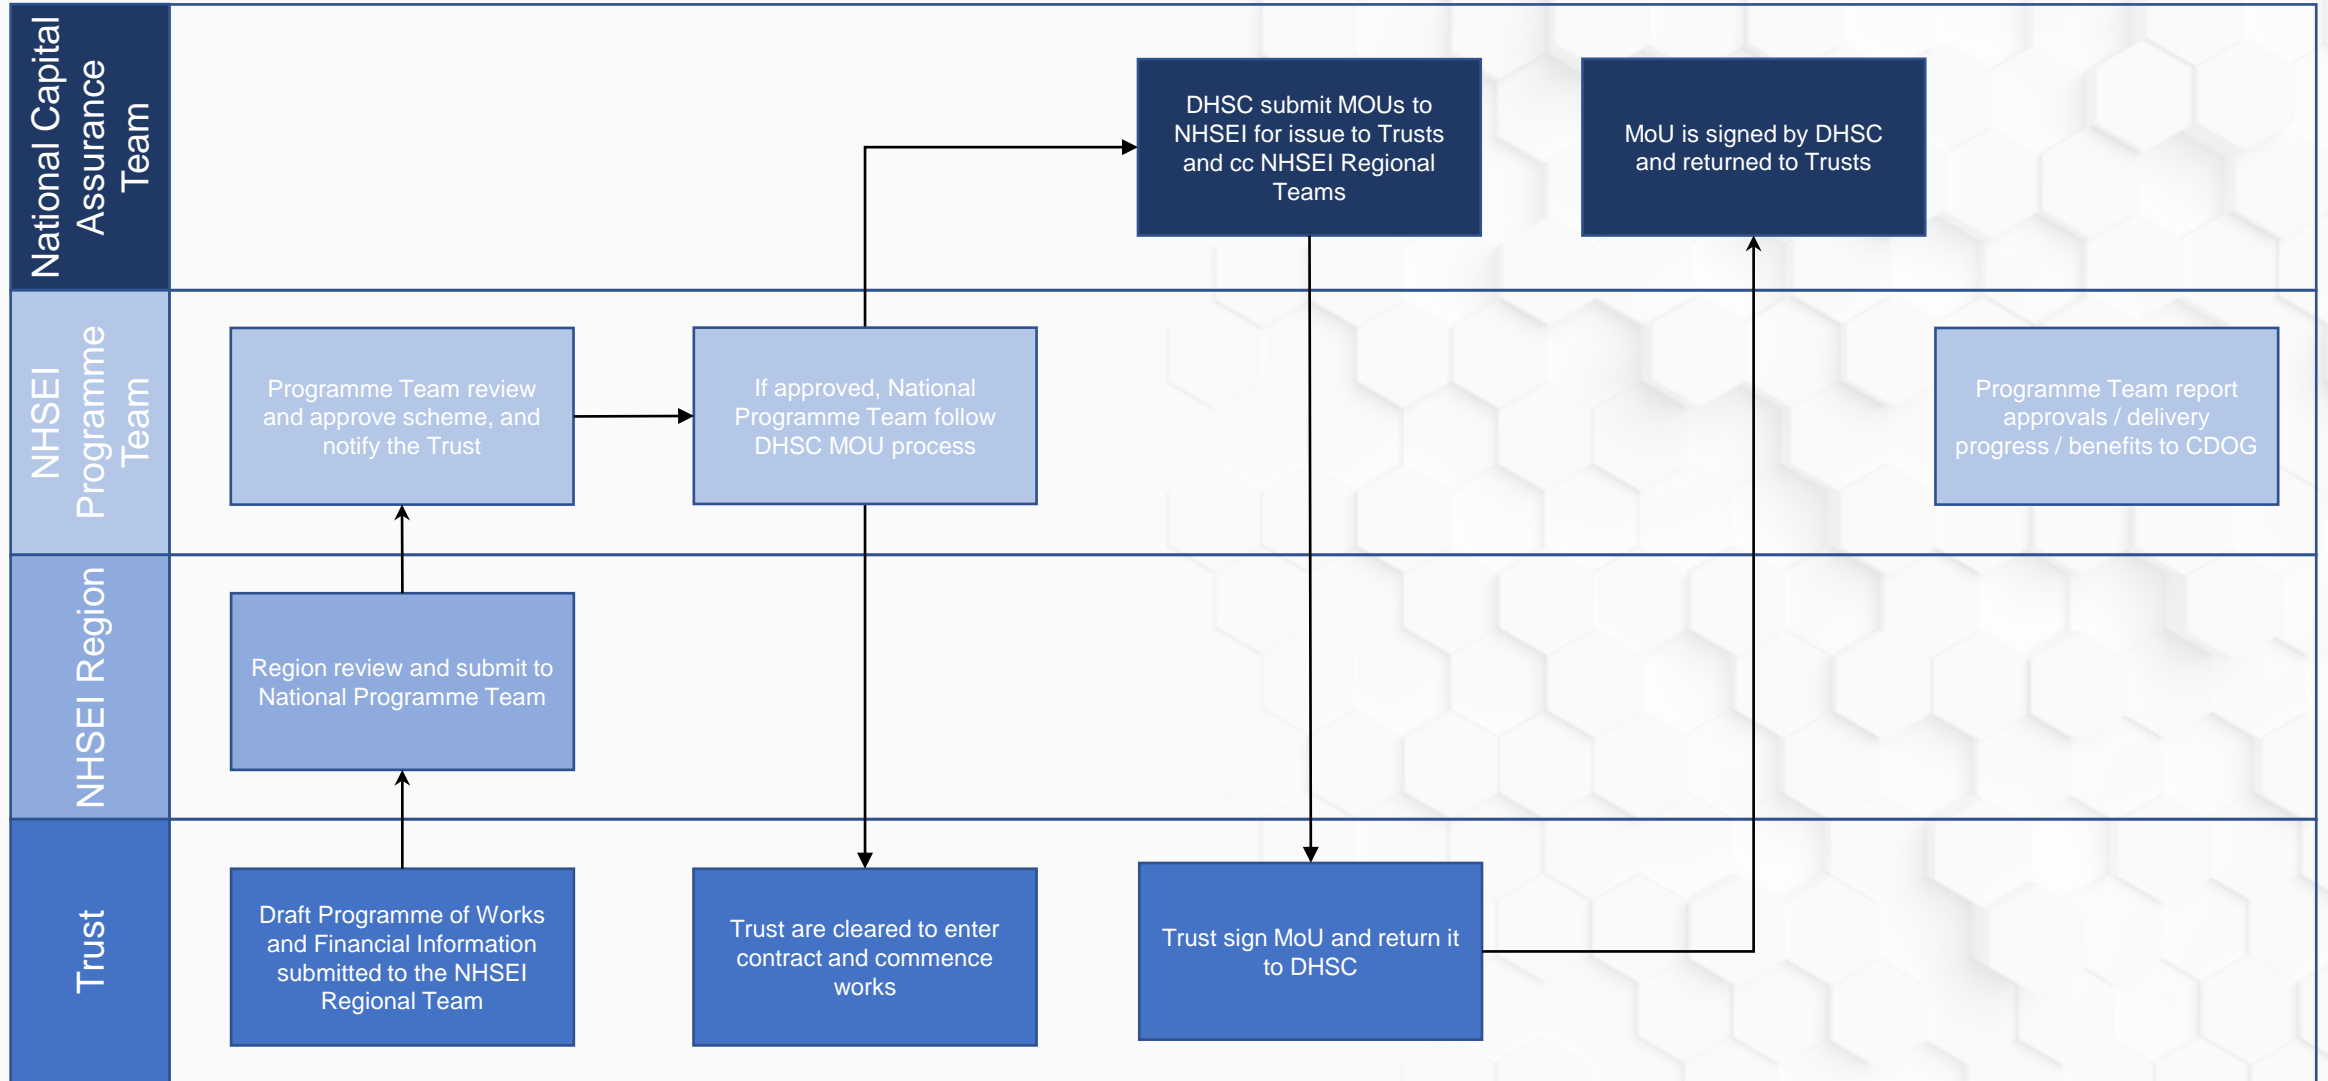 National Capital
Assurance
Team
DHSC submit MOUs to
NHSEI for issue to Trusts
and cc NHSEI Regional
Teams
MoU is signed by DHSC
and returned to Trusts
NHSEI
Programme
Team
Programme Team review
and approve scheme, and
notify the Trust
If approved, National
Programme Team follow
DHSC MOU process
Programme Team report
approvals / delivery
progress / benefits to CDOG
NHSEI Region
Region review and submit to
National Programme Team
Trust
Draft Programme of Works
and Financial Information
submitted to the NHSEI
Regional Team
Trust are cleared to enter
contract and commence
works
Trust sign MoU and return it
to DHSC